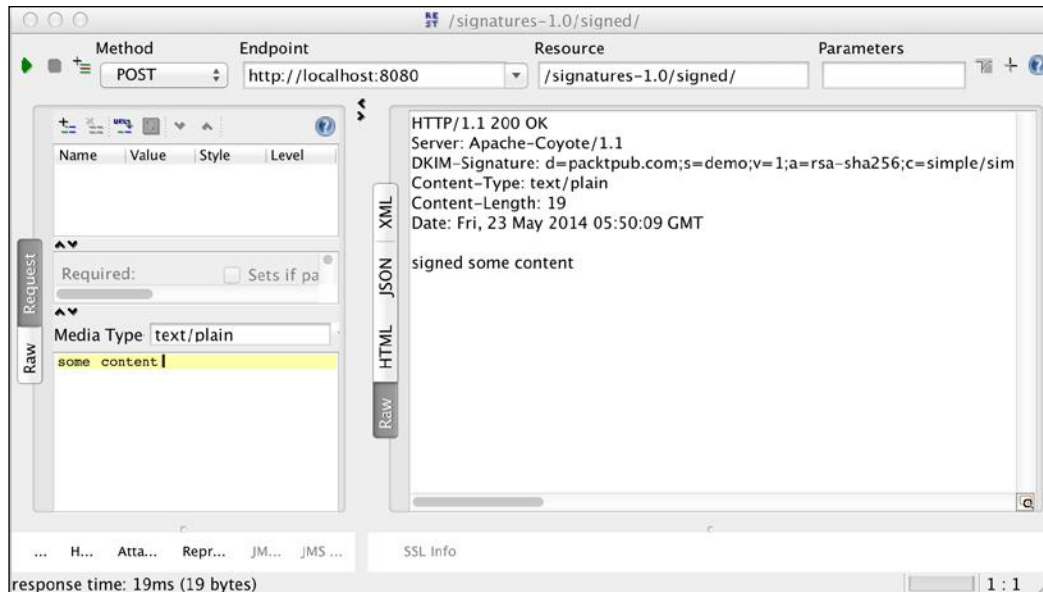 /signatures-1.0/signed/
Method Endpoint Resource Parameters
POST http://localhost:8080 /signatures-1.0/signed/
Name Value Style Level
Required: Sets if pa
Media Type text/plain
some content
Request
Raw
XML
JSON
HTML
Raw
HTTP/1.1 200 OK
Server: Apache-Coyote/1.1
DKIM-Signature: d=packtpub.com;s=demo;v=1;a=rsa-sha256;c=simple/sim
Content-Type: text/plain
Content-Length: 19
Date: Fri, 23 May 2014 05:50:09 GMT
signed some content
... H... Atta... Repr... JM... JMS ... SSL Info
response time: 19ms (19 bytes) 1 : 1